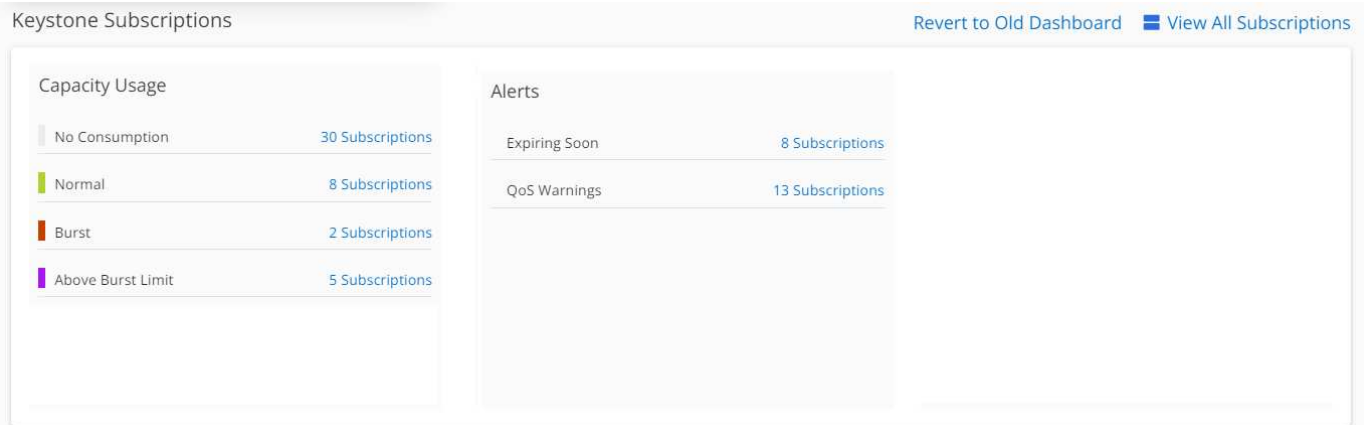 Keystone Subscriptions
Revert to Old Dashboard
View All Subscriptions
Capacity Usage
No Consumption 30 Subscriptions
Normal 8 Subscriptions
Burst 2 Subscriptions
Above Burst Limit 5 Subscriptions
Alerts
Expiring Soon 8 Subscriptions
QoS Warnings 13 Subscriptions